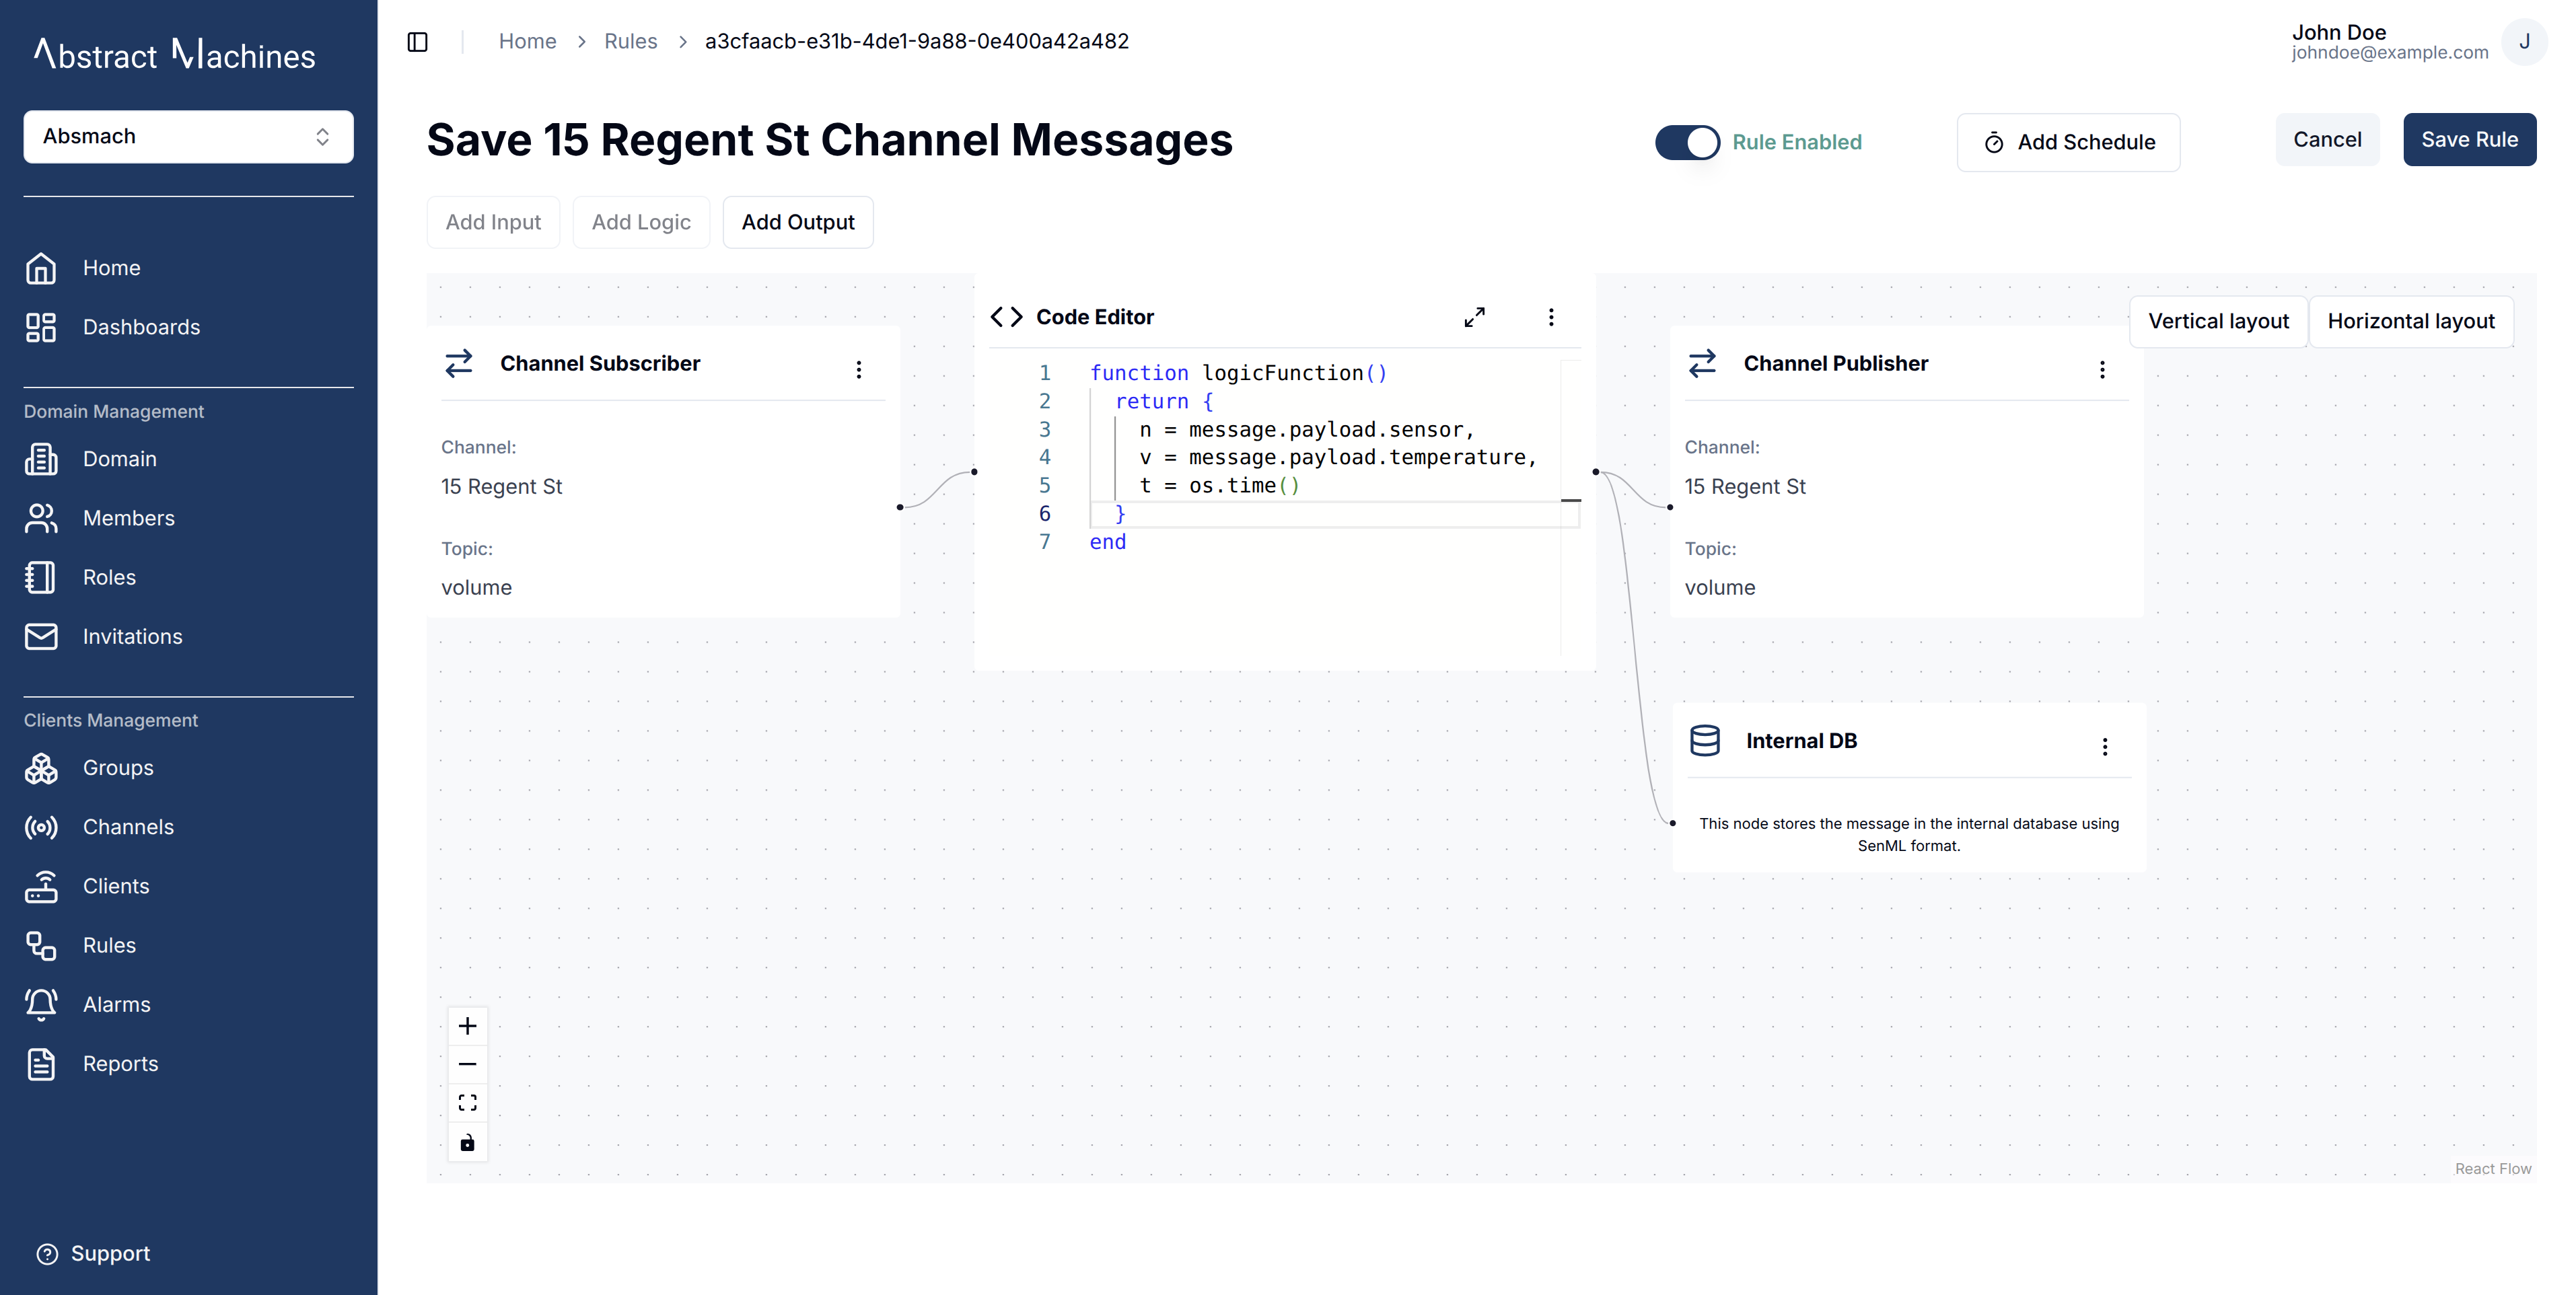 Abstract Machines
Absmach
Home
Dashboards
Domain Management
Domain
Members
Roles
Invitations
Clients Management
Groups
Channels
Clients
Rules
Alarms
Reports
Support
Home > Rules > a3cfaacb-e31b-4de1-9a88-0e400a42a482
John Doe
johndoe@example.com
J
Save 15 Regent St Channel Messages
Rule Enabled
Add Schedule
Cancel
Save Rule
Add Input
Add Logic
Add Output
Vertical layout
Horizontal layout
Channel Subscriber
Channel:
15 Regent St
Topic:
volume
Code Editor
1 function logicFunction()
2   return {
3     n = message.payload.sensor,
4     v = message.payload.temperature,
5     t = os.time()
6   }
7 end
Channel Publisher
Channel:
15 Regent St
Topic:
volume
Internal DB
This node stores the message in the internal database using
SenML format.
React Flow